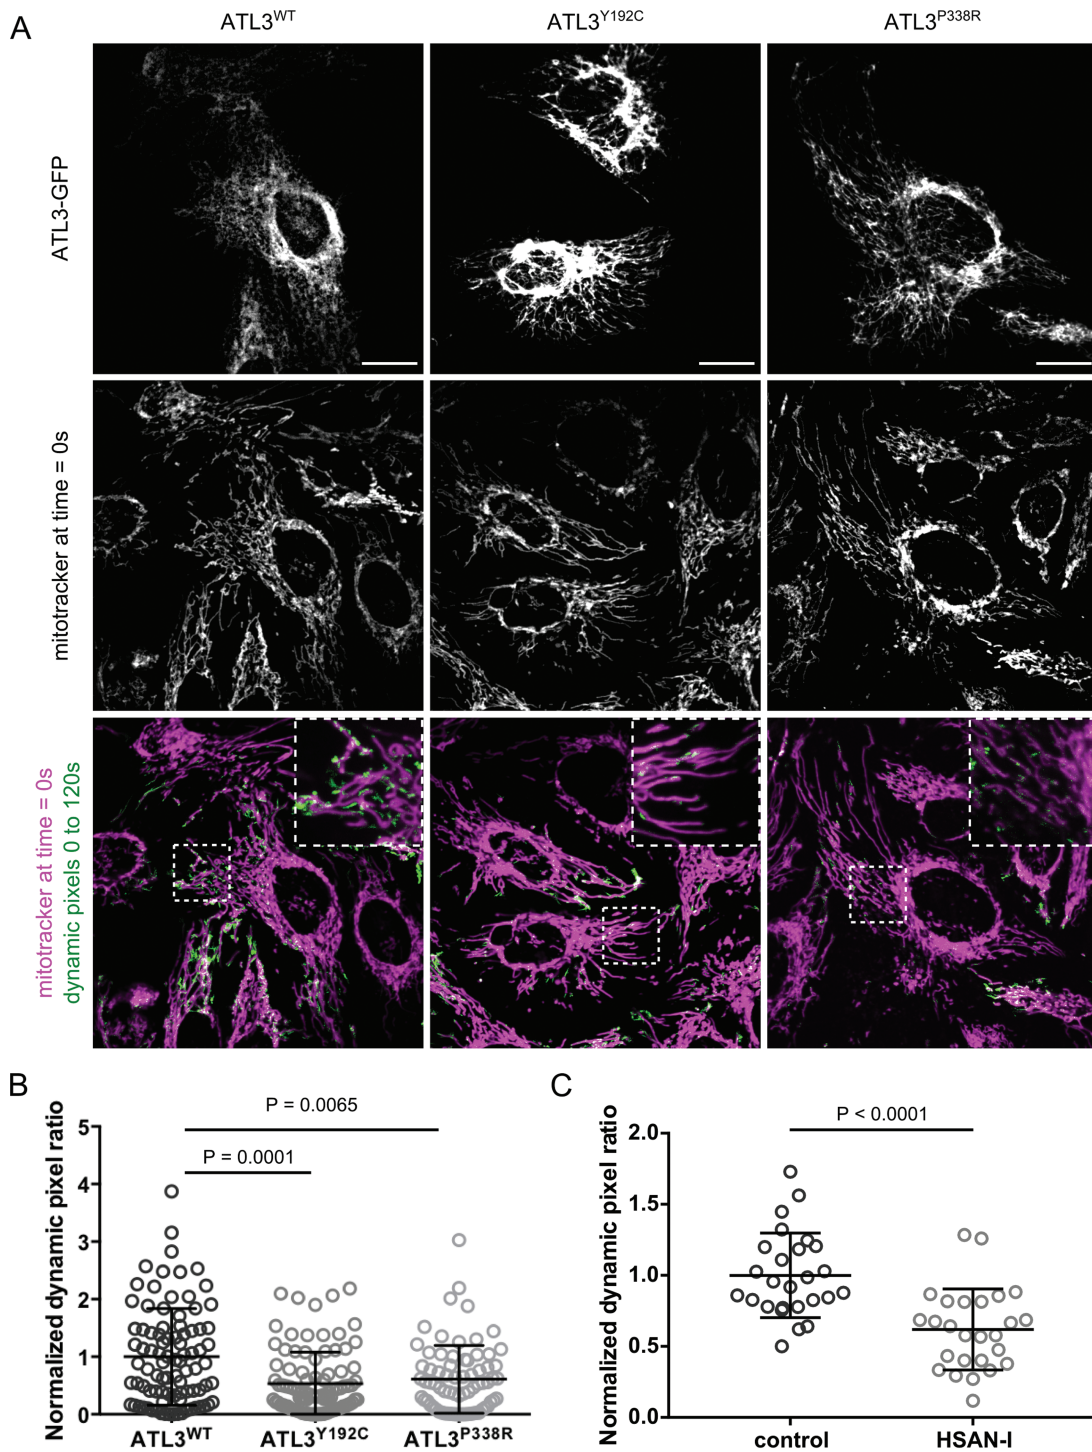 A
ATL3WT
ATL3Y192C
ATL3P338R
ATL3-GFP
mitotracker at time = 0s
mitotracker at time = 0s
dynamic pixels 0 to 120s
B
Normalized dynamic pixel ratio
5
4
3
2
1
0
P = 0.0065
P = 0.0001
ATL3WT
ATL3Y192C
ATL3P338R
C
Normalized dynamic pixel ratio
2.0
1.5
1.0
0.5
0.0
P < 0.0001
control
HSAN-I